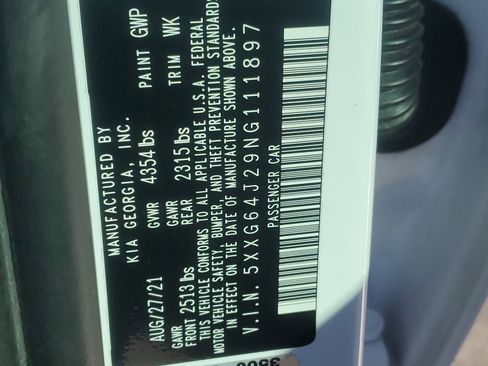 MANUFACTURED BY
KIA GEORGIA, INC.
AUG/27/21 GVWR 4354 lbs PAINT GWP
GAWR FRONT 2513 lbs GAWR REAR 2315 lbs TRIM WK
THIS VEHICLE CONFORMS TO ALL APPLICABLE U.S.A. FEDERAL
MOTOR VEHICLE SAFETY, BUMPER, AND THEFT PREVENTION STANDARDS
IN EFFECT ON THE DATE OF MANUFACTURE SHOWN ABOVE.
V.I.N. 5XXG64J29NG111897
PASSENGER CAR